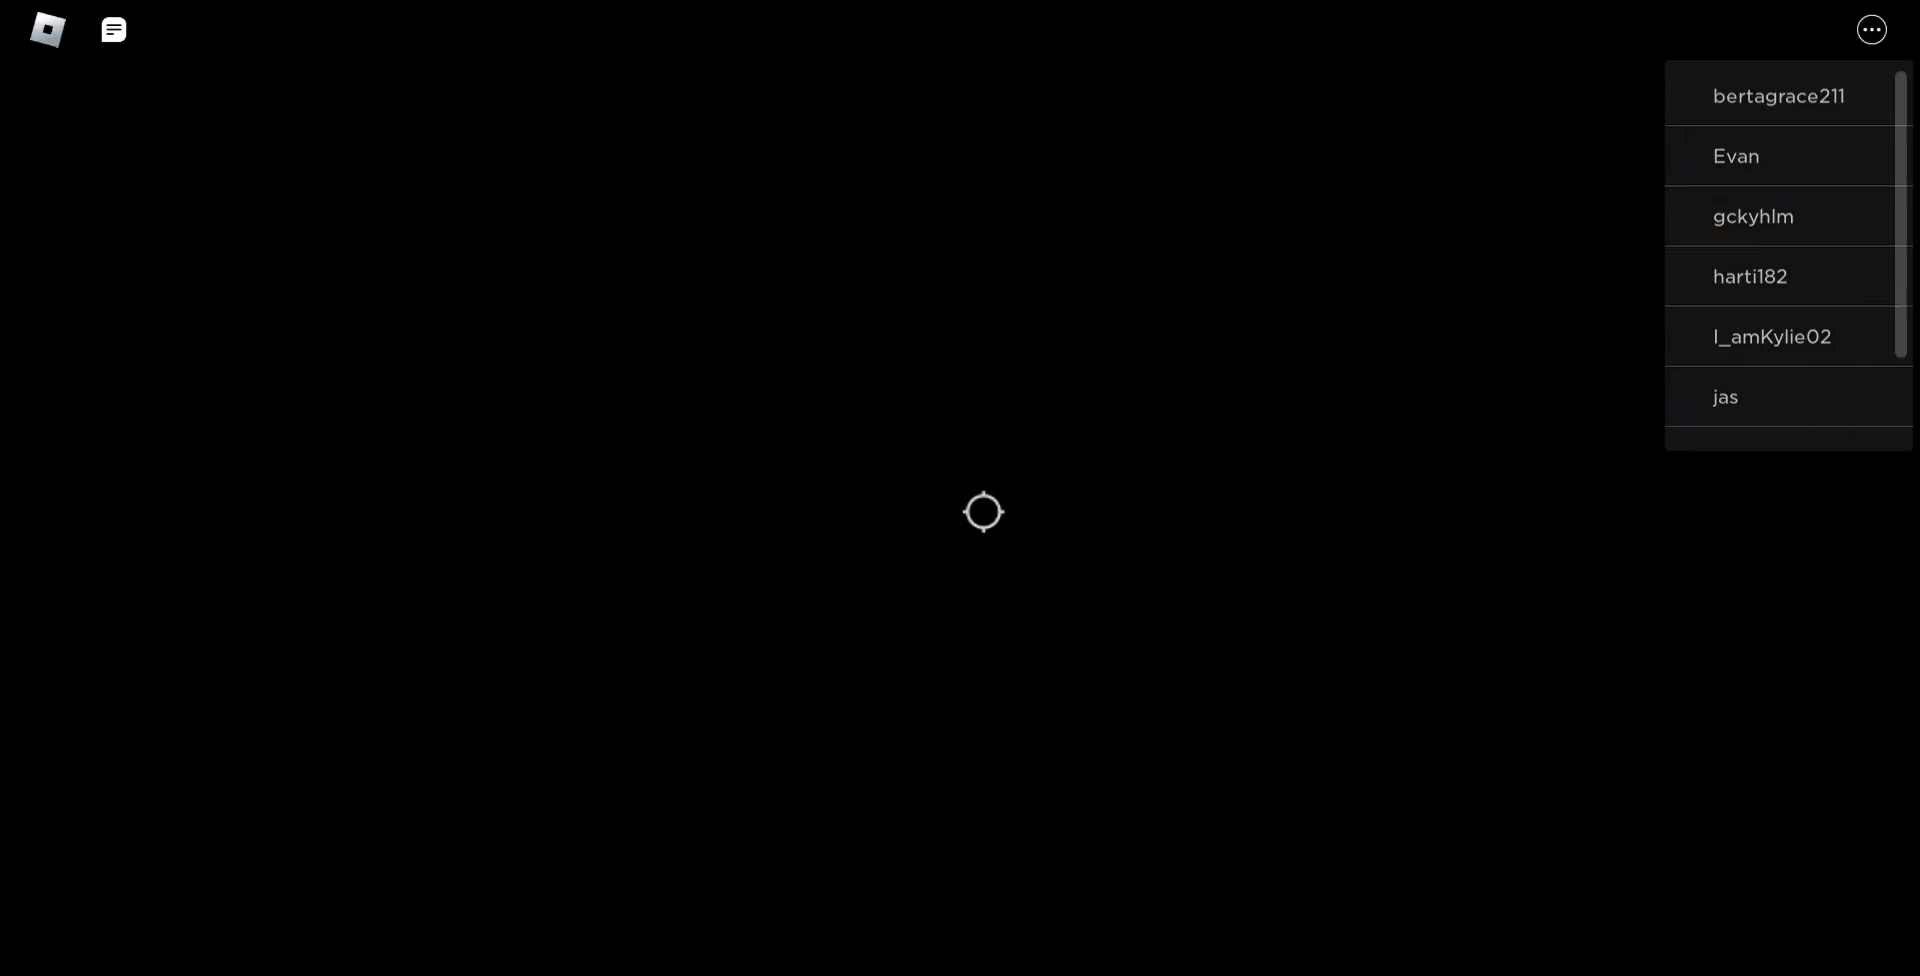 bertagrace211
Evan
gckyhlm
harti182
I_amKylie02
jas